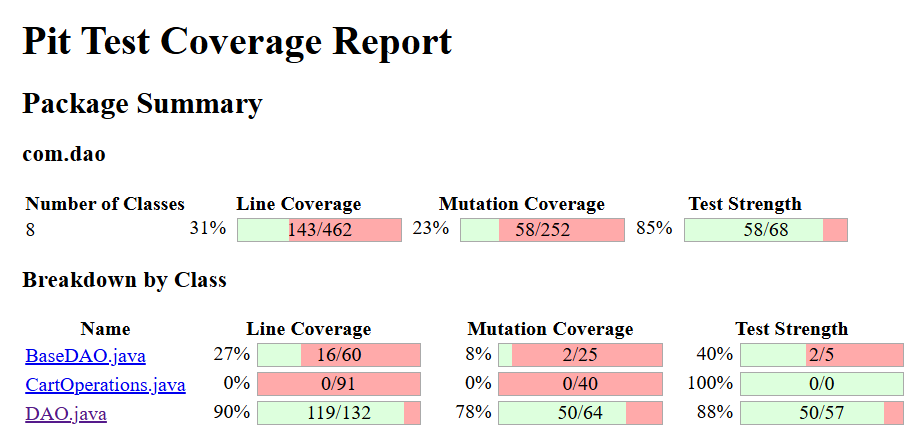 Pit Test Coverage Report
Package Summary
com.dao
Number of Classes Line Coverage Mutation Coverage Test Strength
8 31% 143/462 23% 58/252 85% 58/68
Breakdown by Class
Name Line Coverage Mutation Coverage Test Strength
BaseDAO.java 27% 16/60 8% 2/25 40% 2/5
CartOperations.java 0% 0/91 0% 0/40 100% 0/0
DAO.java 90% 119/132 78% 50/64 88% 50/57